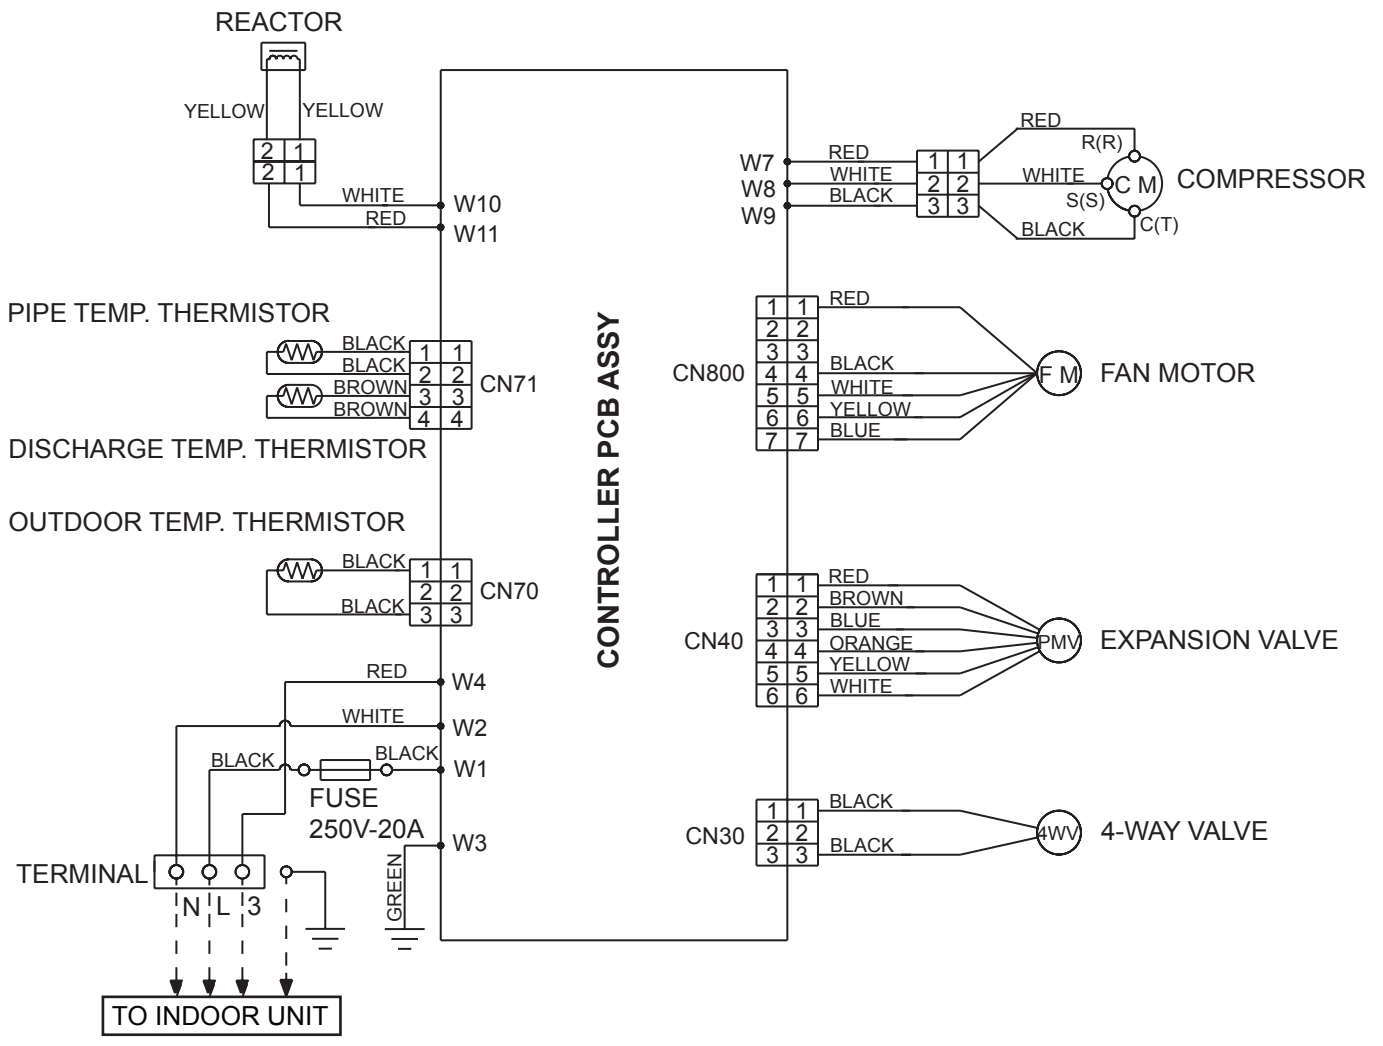 REACTOR
YELLOW YELLOW
2 1
2 1
WHITE W10
RED W11
PIPE TEMP. THERMISTOR
BLACK 1 1
BLACK 2 2
BROWN 3 3
BROWN 4 4
CN71
DISCHARGE TEMP. THERMISTOR
OUTDOOR TEMP. THERMISTOR
BLACK 1 1
2 2
BLACK 3 3
CN70
RED W4
WHITE W2
BLACK BLACK W1
FUSE
250V-20A
W3
GREEN
TERMINAL
N L 3
TO INDOOR UNIT
CONTROLLER PCB ASSY
W7 RED 1 1 RED R(R)
W8 WHITE 2 2 WHITE S(S)
W9 BLACK 3 3 BLACK C(T)
CM COMPRESSOR
CN800
1 1 RED
2 2
3 3
4 4 BLACK
5 5 WHITE
6 6 YELLOW
7 7 BLUE
FM FAN MOTOR
CN40
1 1 RED
2 2 BROWN
3 3 BLUE
4 4 ORANGE
5 5 YELLOW
6 6 WHITE
PMV EXPANSION VALVE
CN30
1 1 BLACK
2 2
3 3 BLACK
4WV 4-WAY VALVE